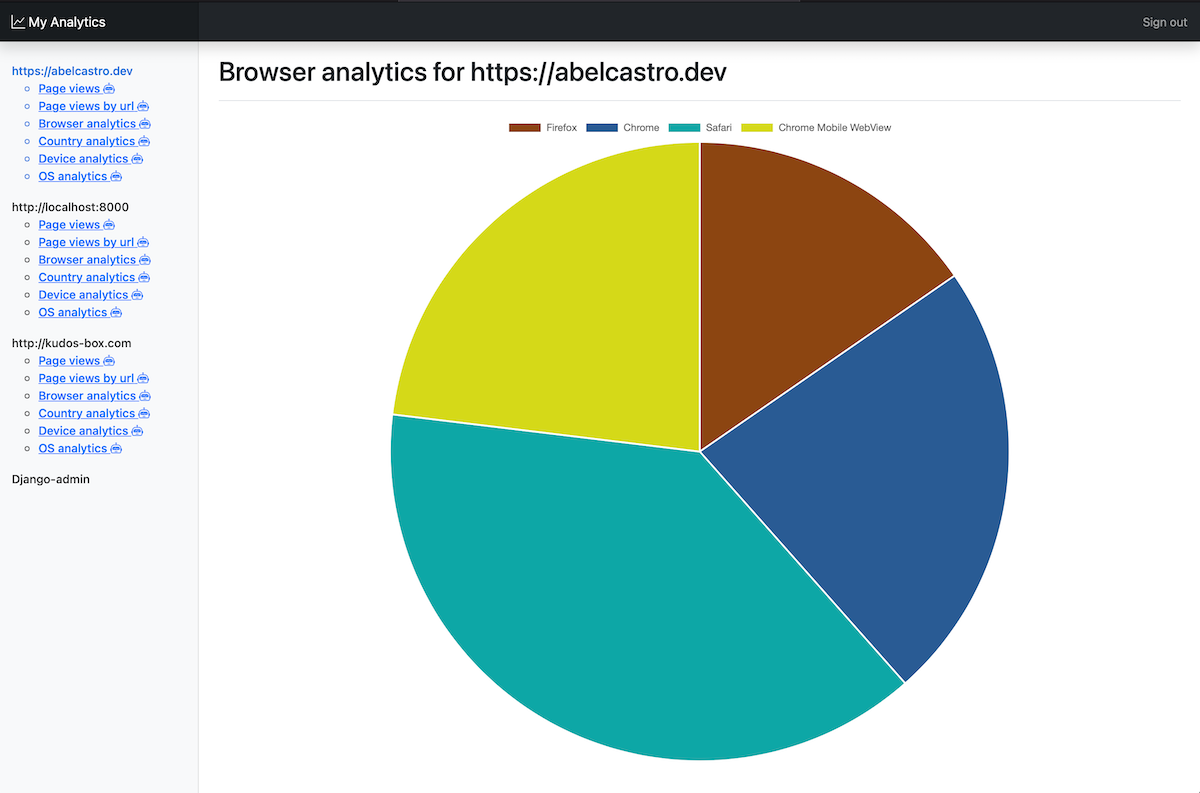 My Analytics
Sign out
https://abelcastro.dev
Page views
Page views by url
Browser analytics
Country analytics
Device analytics
OS analytics
http://localhost:8000
Page views
Page views by url
Browser analytics
Country analytics
Device analytics
OS analytics
http://kudos-box.com
Page views
Page views by url
Browser analytics
Country analytics
Device analytics
OS analytics
Django-admin
Browser analytics for https://abelcastro.dev
Firefox Chrome Safari Chrome Mobile WebView